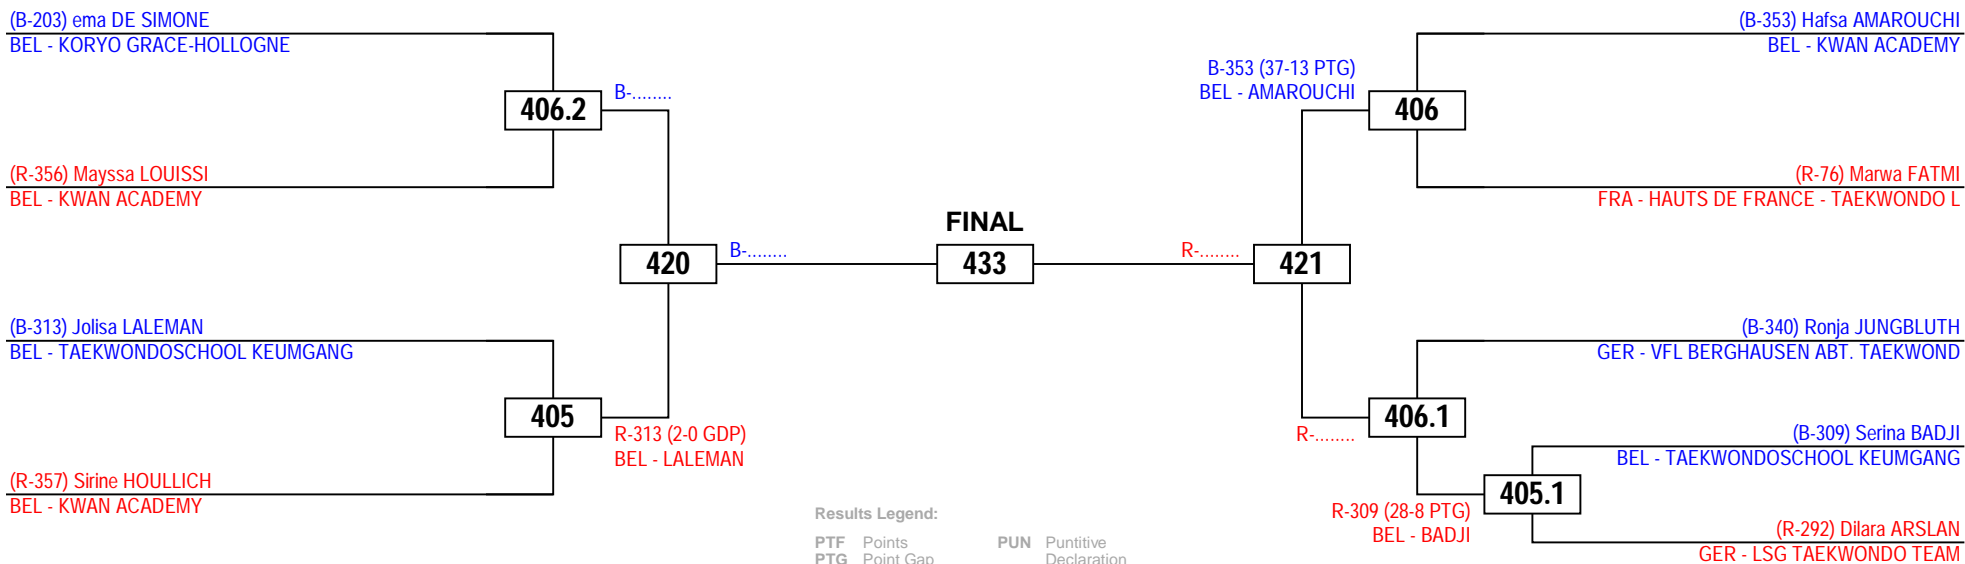 (B-203) ema DE SIMONE
BEL - KORYO GRACE-HOLLOGNE
406.2
B-........
(R-356) Mayssa LOUISSI
BEL - KWAN ACADEMY
420
B-........
(B-313) Jolisa LALEMAN
BEL - TAEKWONDOSCHOOL KEUMGANG
405
R-313 (2-0 GDP)
BEL - LALEMAN
(R-357) Sirine HOULLICH
BEL - KWAN ACADEMY
FINAL
433
(B-353) Hafsa AMAROUCHI
BEL - KWAN ACADEMY
B-353 (37-13 PTG)
BEL - AMAROUCHI
406
(R-76) Marwa FATMI
FRA - HAUTS DE FRANCE - TAEKWONDO L
R-........
421
(B-340) Ronja JUNGBLUTH
GER - VFL BERGHAUSEN ABT. TAEKWOND
406.1
R-........
(B-309) Serina BADJI
BEL - TAEKWONDOSCHOOL KEUMGANG
405.1
R-309 (28-8 PTG)
BEL - BADJI
(R-292) Dilara ARSLAN
GER - LSG TAEKWONDO TEAM
Results Legend:
PTF Points PUN Puntitive
PTG Point Gap Declaration